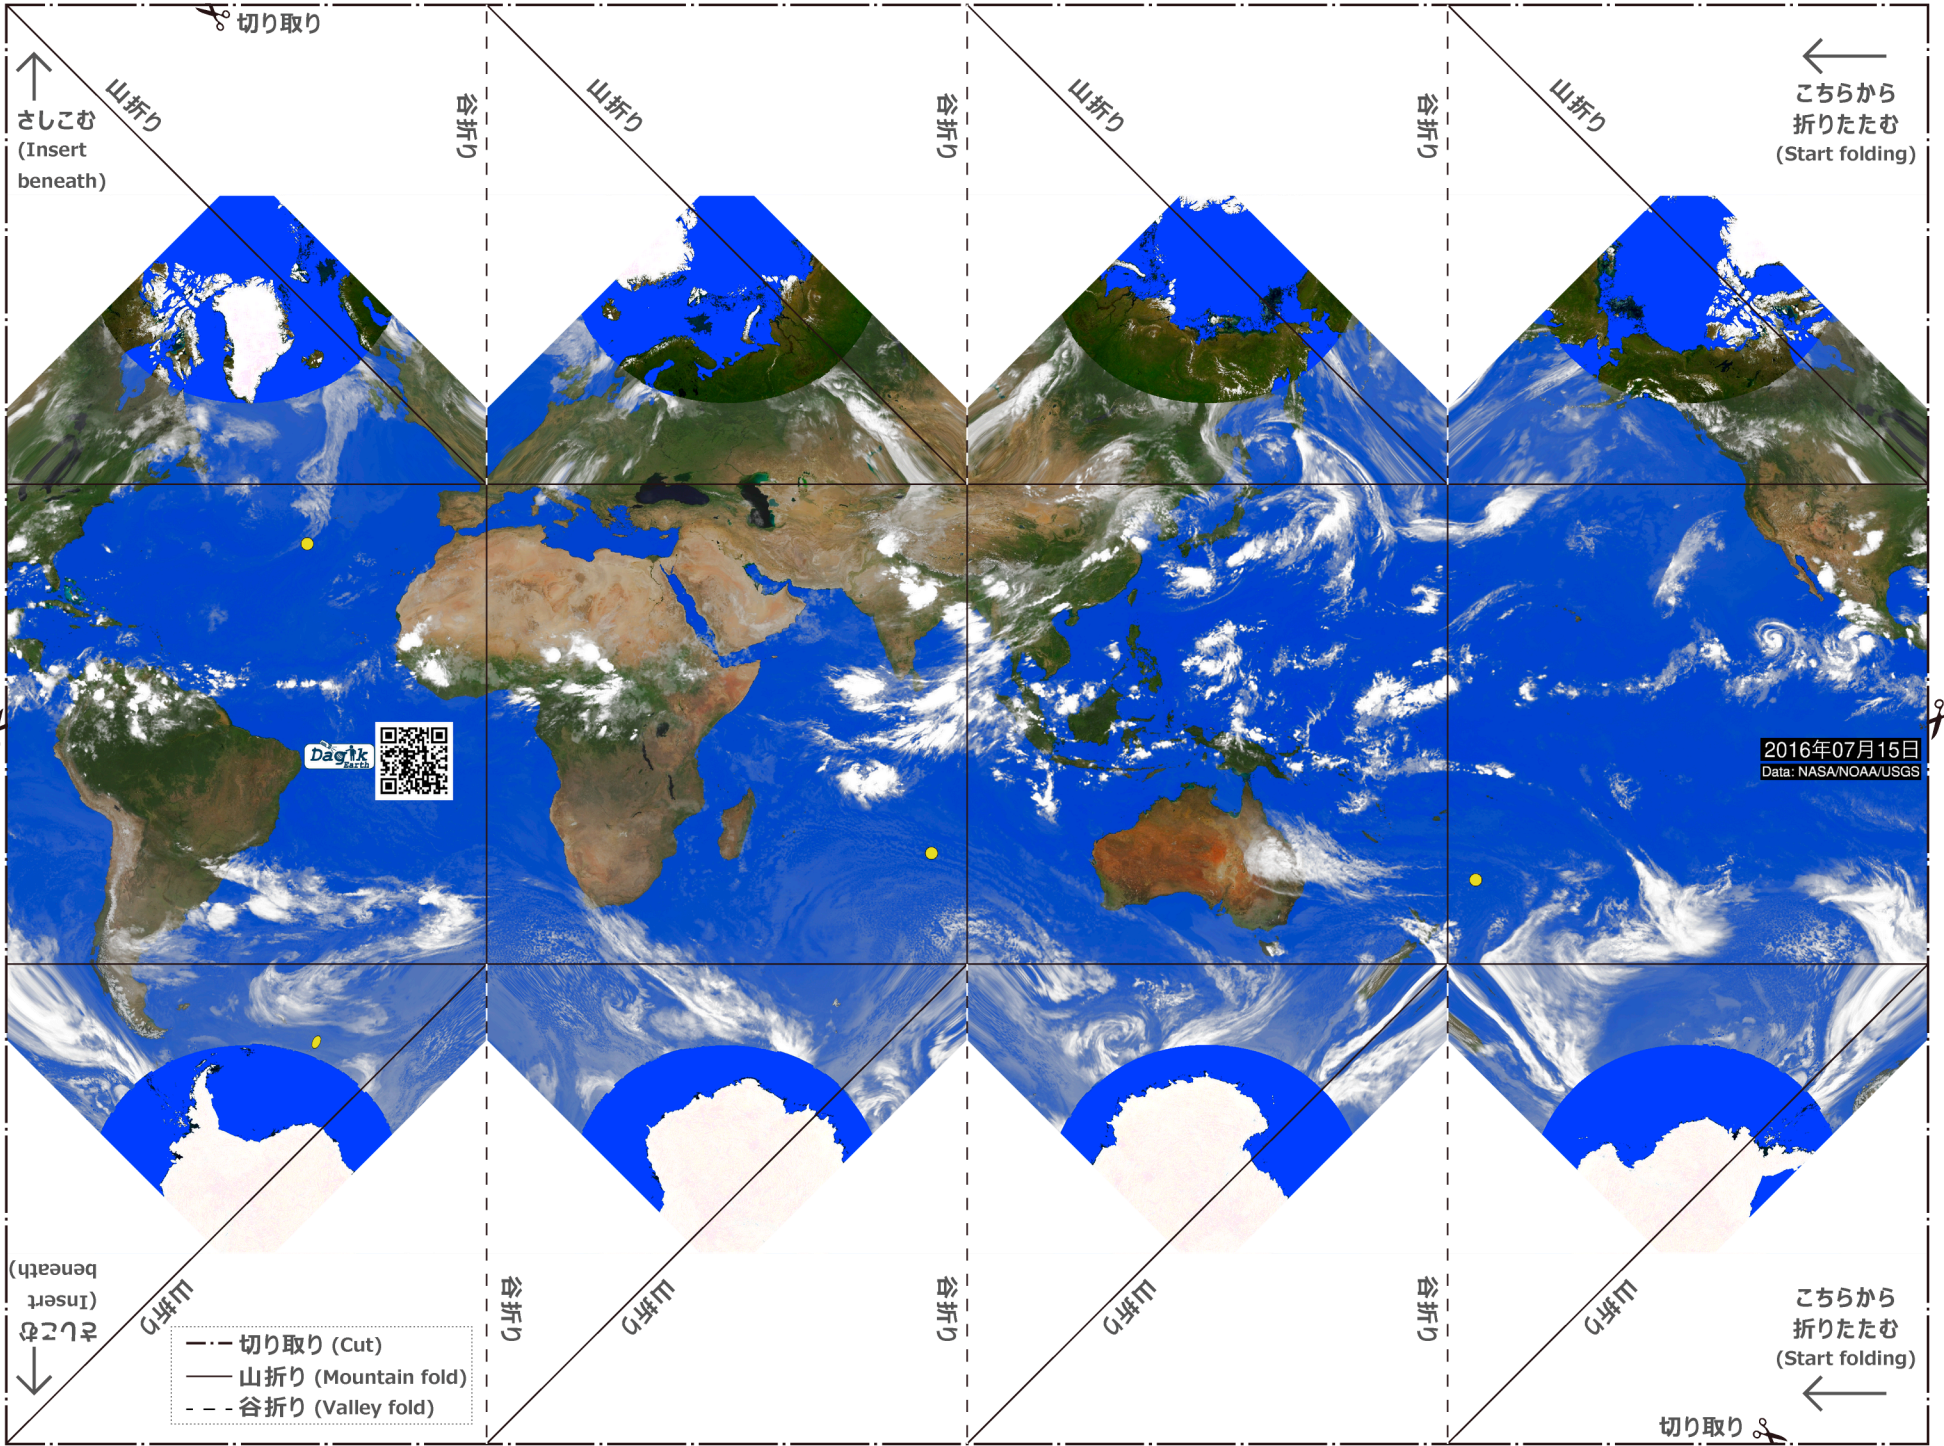 切り取り
山折り
谷折り
山折り
谷折り
山折り
谷折り
山折り
さしこむ
(Insert
beneath)
こちらから
折りたたむ
(Start folding)
Dagik
Earth
2016年07月15日
Data: NASA/NOAA/USGS
さしこむ
(Insert
beneath)
山折り
谷折り
山折り
谷折り
山折り
谷折り
山折り
こちらから
折りたたむ
(Start folding)
切り取り (Cut)
山折り (Mountain fold)
谷折り (Valley fold)
切り取り